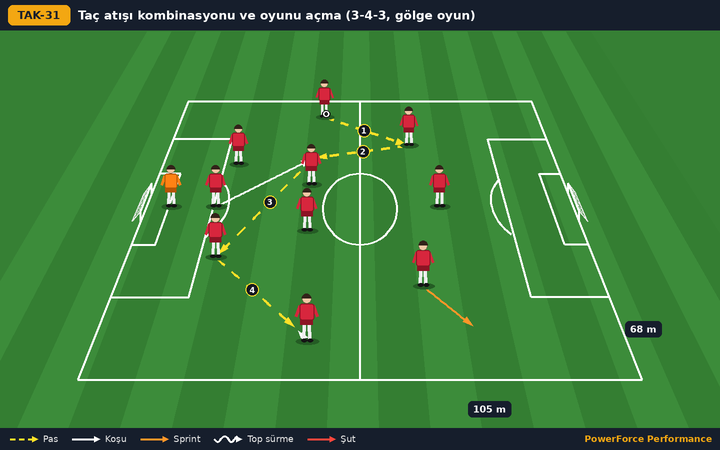 TAK-31
Taç atışı kombinasyonu ve oyunu açma (3-4-3, gölge oyun)
1
2
3
4
68 m
105 m
Pas
Koşu
Sprint
Top sürme
Şut
PowerForce Performance